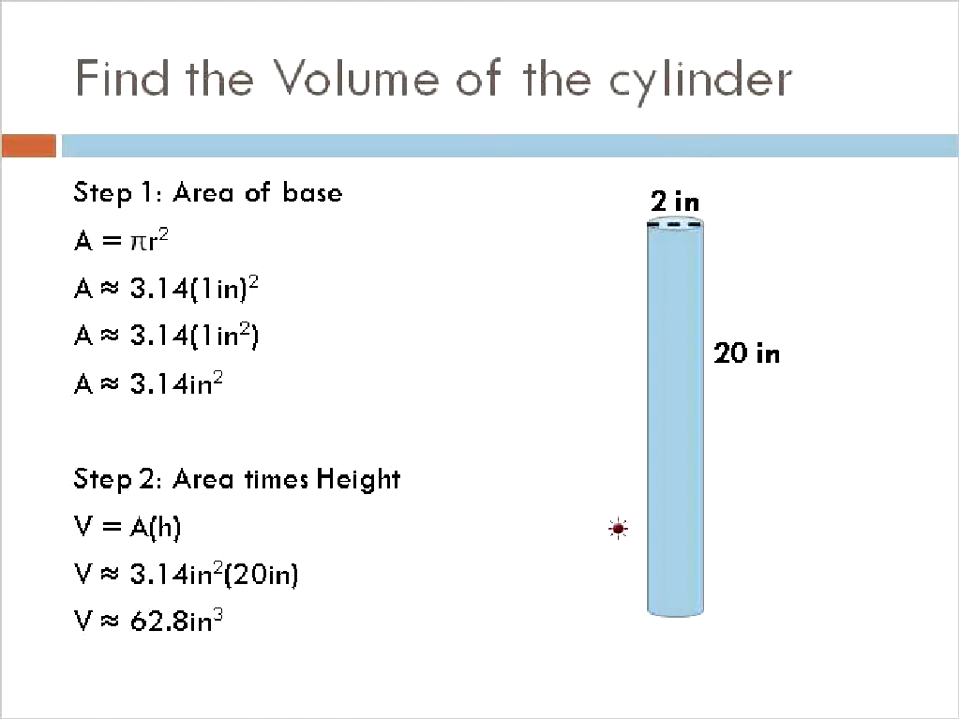 Find the Volume of the cylinder
Step 1: Area of base
A = πr²
A ≈ 3.14(1in)²
A ≈ 3.14(1in²)
A ≈ 3.14in²
Step 2: Area times Height
V = A(h)
V ≈ 3.14in²(20in)
V ≈ 62.8in³
2 in
20 in